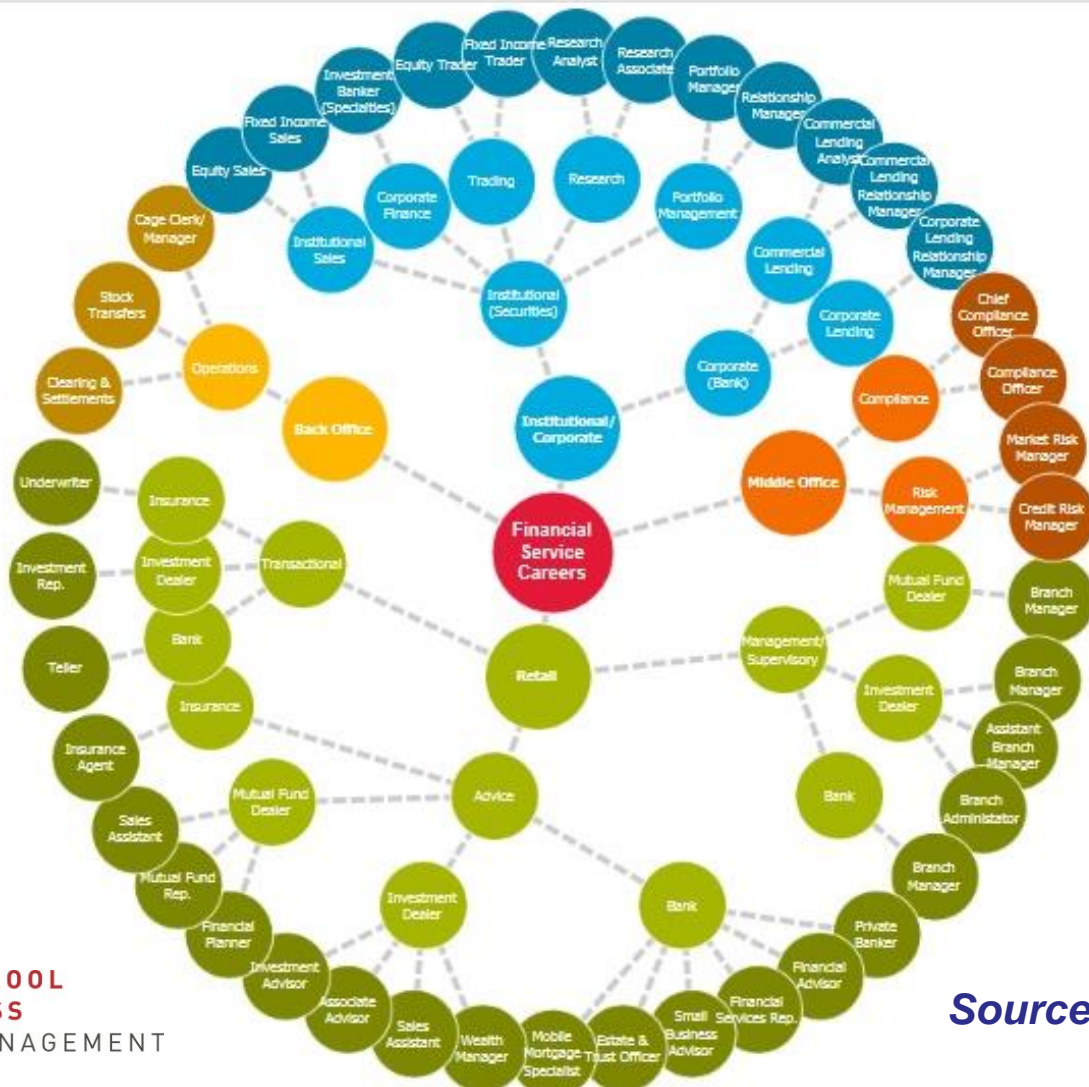 Fixed Income
Trader
Research
Analyst
Equity Trader
Research
Associate
Portfolio
Manager
Investment
Banker
(Specialties)
Relationship
Manager
Fixed Income
Sales
Commercial
Lending
Analyst
Equity Sales
Commercial
Lending
Relationship
Manager
Trading
Research
Corporate
Finance
Portfolio
Management
Cage Clerk/
Manager
Institutional
Sales
Commercial
Lending
Corporate
Lending
Relationship
Manager
Stock
Transfers
Institutional
(Securities)
Corporate
Lending
Chief
Compliance
Officer
Operations
Clearing &
Settlements
Corporate
(Bank)
Compliance
Compliance
Officer
Back Office
Institutional/
Corporate
Market Risk
Manager
Underwriter
Insurance
Middle Office
Risk
Management
Credit Risk
Manager
Financial
Service
Careers
Investment
Rep.
Investment
Dealer
Transactional
Mutual Fund
Dealer
Branch
Manager
Teller
Bank
Management/
Supervisory
Retail
Branch
Manager
Insurance
Investment
Dealer
Insurance
Agent
Assistant
Branch
Manager
Mutual Fund
Dealer
Advice
Bank
Branch
Administator
Sales
Assistant
Mutual Fund
Rep.
Branch
Manager
Investment
Dealer
Bank
Financial
Planner
Private
Banker
Investment
Advisor
Financial
Advisor
Associate
Advisor
Financial
Services Rep.
Sales
Assistant
Small
Business
Advisor
Wealth
Manager
Mobile
Mortgage
Specialist
Estate &
Trust Officer
OOL
SS
NAGEMENT
Source